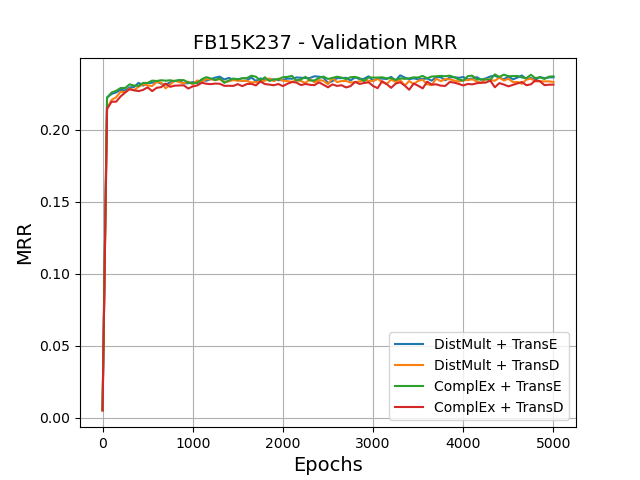 FB15K237 - Validation MRR
MRR
0.20
0.15
0.10
0.05
0.00
0 1000 2000 3000 4000 5000
Epochs
DistMult + TransE
DistMult + TransD
ComplEx + TransE
ComplEx + TransD